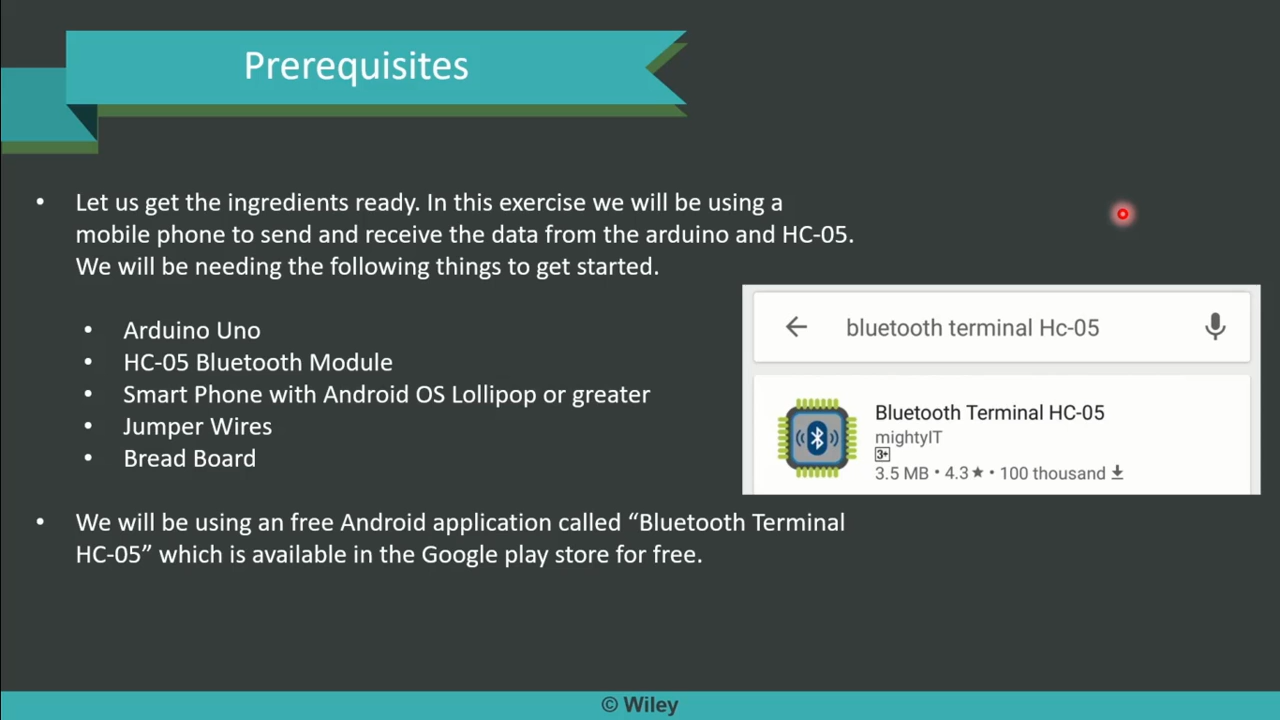 Prerequisites
• Let us get the ingredients ready. In this exercise we will be using a
mobile phone to send and receive the data from the arduino and HC-05.
We will be needing the following things to get started.
• Arduino Uno
• HC-05 Bluetooth Module
• Smart Phone with Android OS Lollipop or greater
• Jumper Wires
• Bread Board
• We will be using an free Android application called “Bluetooth Terminal
HC-05” which is available in the Google play store for free.
bluetooth terminal Hc-05
Bluetooth Terminal HC-05
mightyIT
3+
3.5 MB • 4.3 ★ • 100 thousand
© Wiley